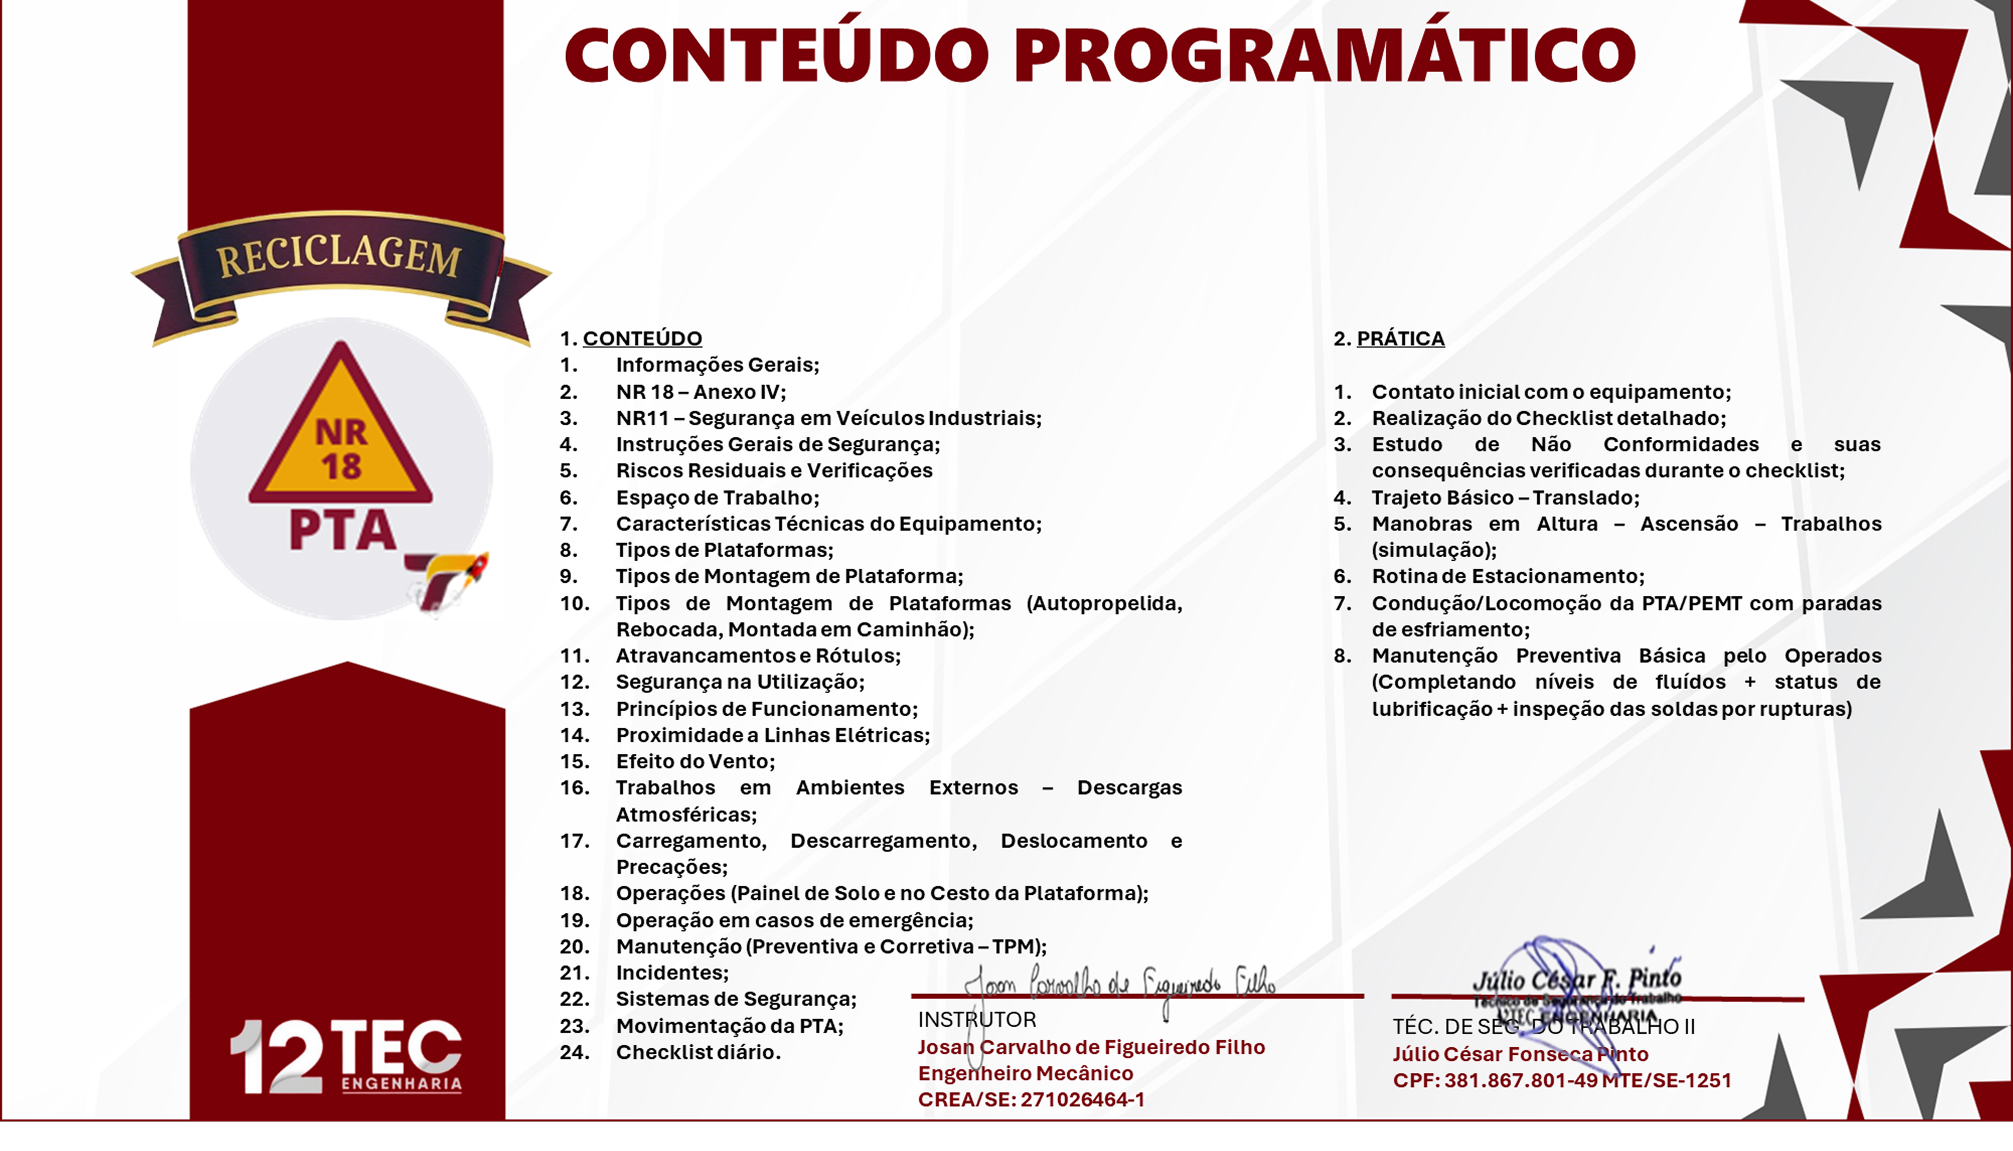 CONTEÚDO PROGRAMÁTICO
RECICLAGEM
NR
18
PTA
12TEC
ENGENHARIA
1. CONTEÚDO
1. Informações Gerais;
2. NR 18 – Anexo IV;
3. NR11 – Segurança em Veículos Industriais;
4. Instruções Gerais de Segurança;
5. Riscos Residuais e Verificações
6. Espaço de Trabalho;
7. Características Técnicas do Equipamento;
8. Tipos de Plataformas;
9. Tipos de Montagem de Plataforma;
10. Tipos de Montagem de Plataformas (Autopropelida,
Rebocada, Montada em Caminhão);
11. Atravancamentos e Rótulos;
12. Segurança na Utilização;
13. Princípios de Funcionamento;
14. Proximidade a Linhas Elétricas;
15. Efeito do Vento;
16. Trabalhos em Ambientes Externos – Descargas
Atmosféricas;
17. Carregamento, Descarregamento, Deslocamento e
Precações;
18. Operações (Painel de Solo e no Cesto da Plataforma);
19. Operação em casos de emergência;
20. Manutenção (Preventiva e Corretiva – TPM);
21. Incidentes;
22. Sistemas de Segurança;
23. Movimentação da PTA;
24. Checklist diário.
2. PRÁTICA
1. Contato inicial com o equipamento;
2. Realização do Checklist detalhado;
3. Estudo de Não Conformidades e suas
consequências verificadas durante o checklist;
4. Trajeto Básico – Translado;
5. Manobras em Altura – Ascensão – Trabalhos
(simulação);
6. Rotina de Estacionamento;
7. Condução/Locomoção da PTA/PEMT com paradas
de esfriamento;
8. Manutenção Preventiva Básica pelo Operados
(Completando níveis de fluídos + status de
lubrificação + inspeção das soldas por rupturas)
Josan Carvalho de Figueiredo Filho
INSTRUTOR
Josan Carvalho de Figueiredo Filho
Engenheiro Mecânico
CREA/SE: 271026464-1
Júlio César F. Pinto
Técnico de Segurança do Trabalho
12TEC ENGENHARIA
TÉC. DE SEG. DO TRABALHO II
Júlio César Fonseca Pinto
CPF: 381.867.801-49 MTE/SE-1251